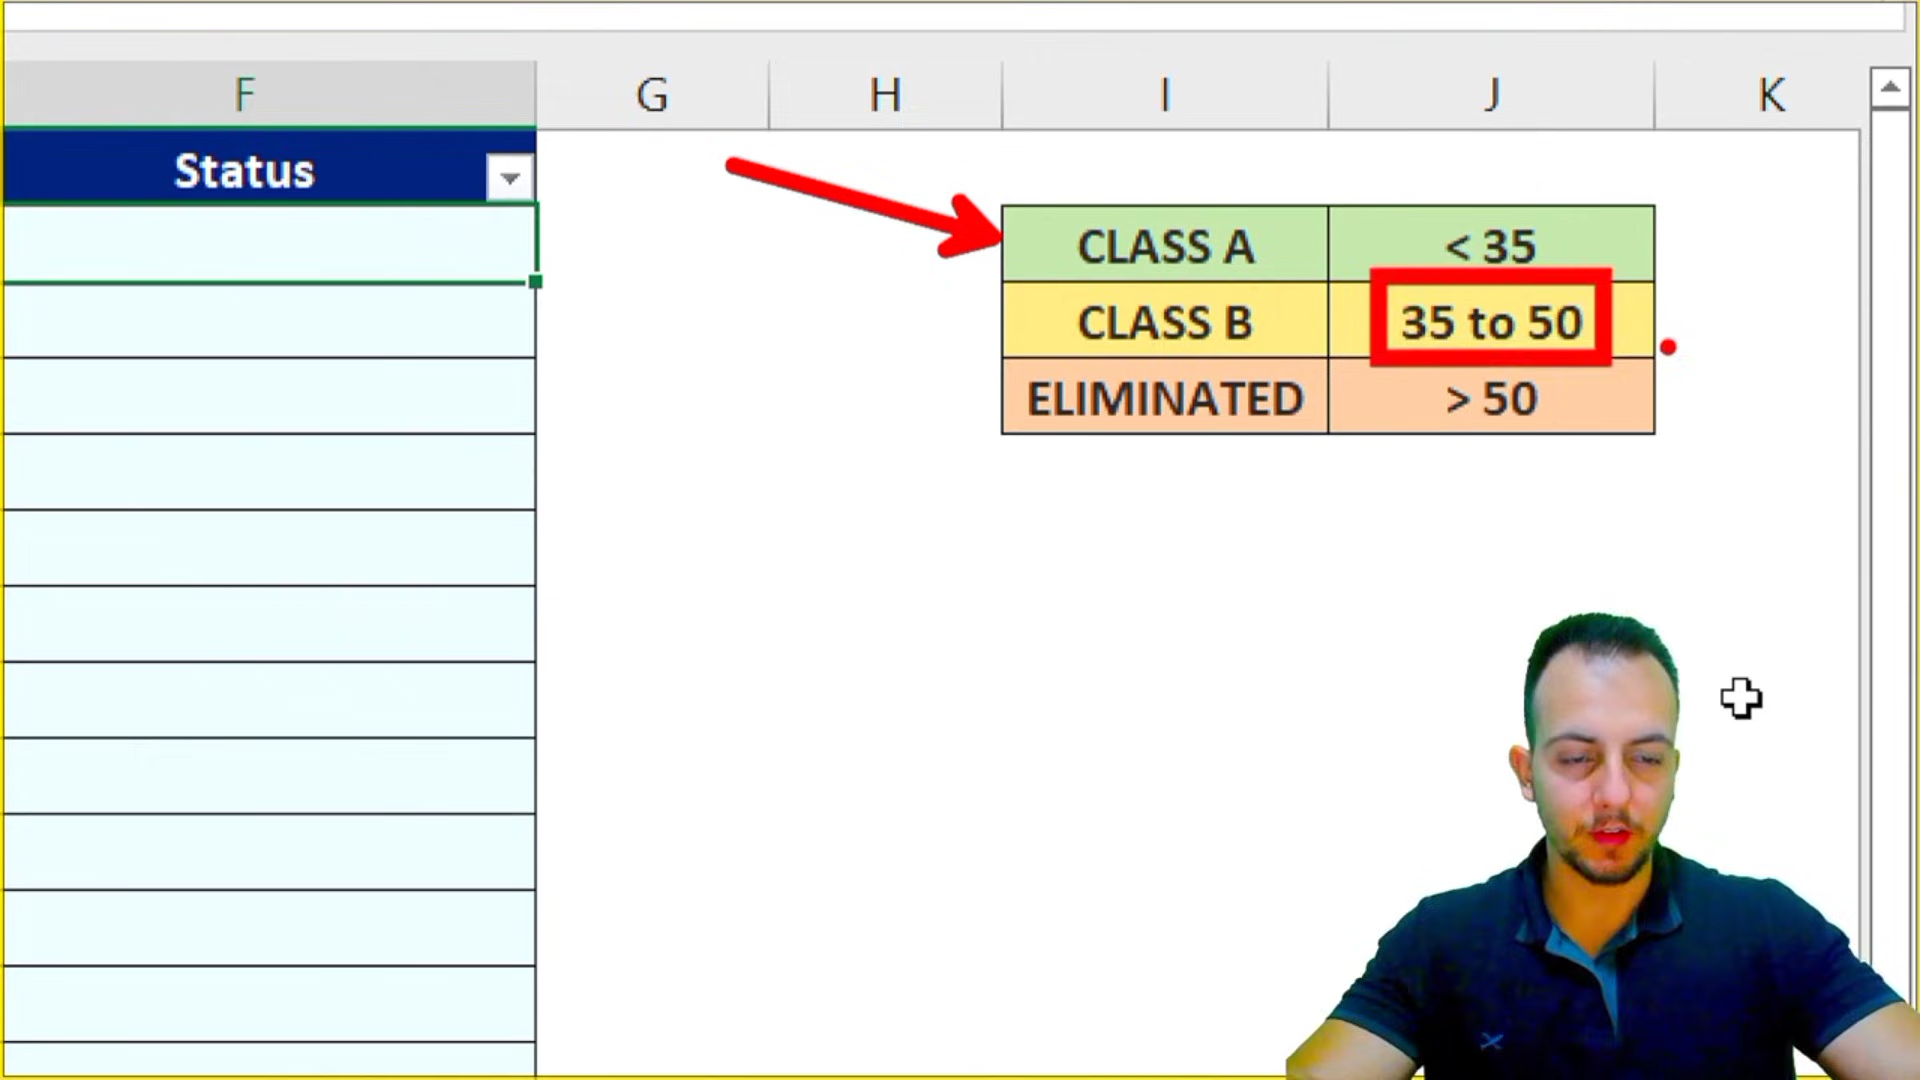 F G H I J K
Status
CLASS A < 35
CLASS B 35 to 50
ELIMINATED > 50